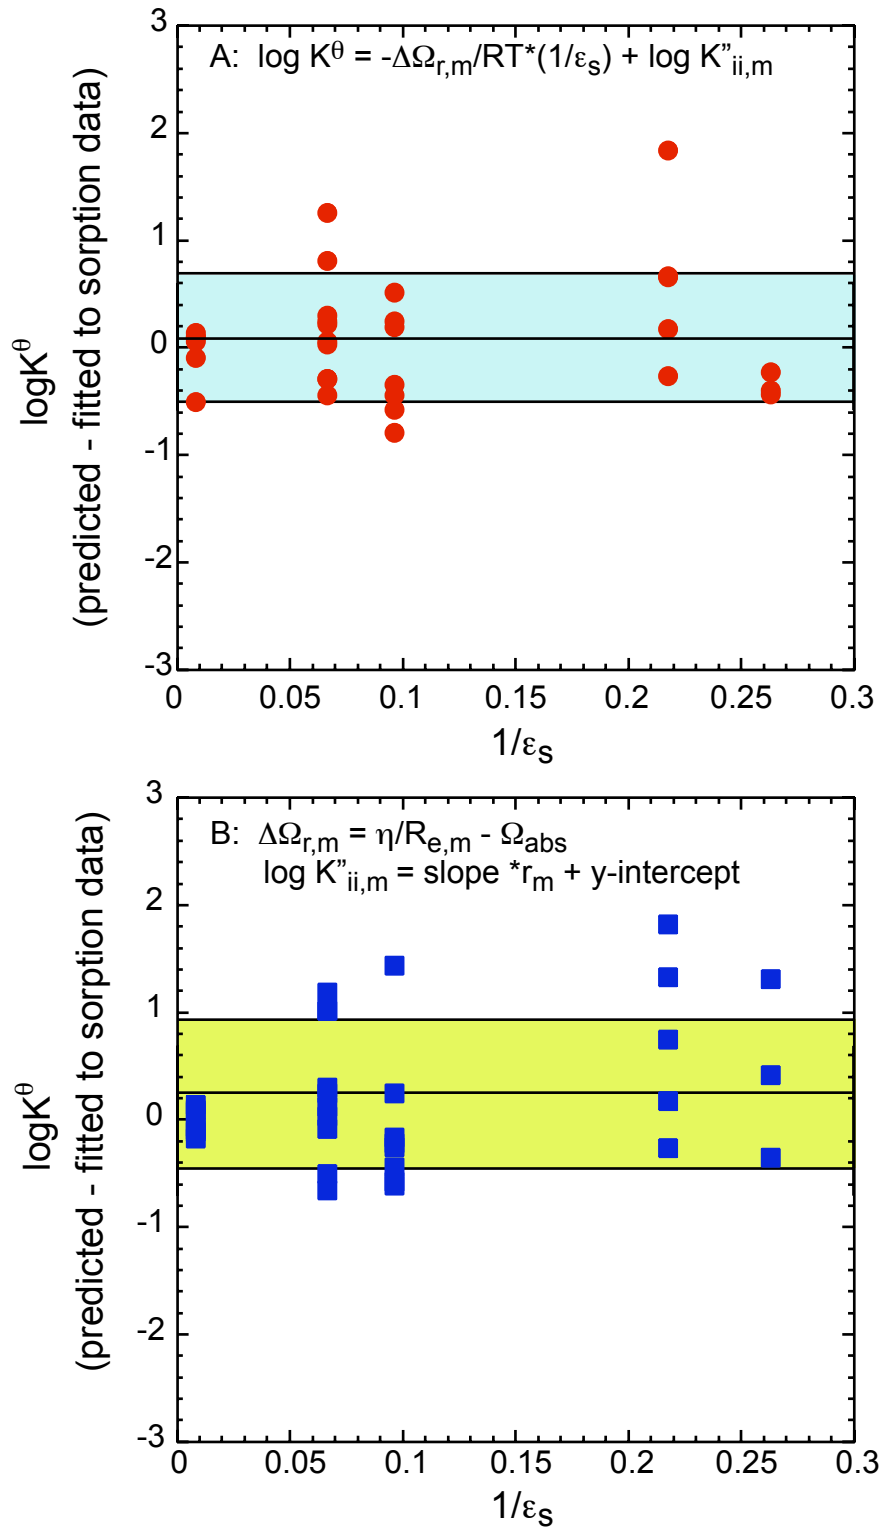 A: log Kᶿ = -ΔΩr,m/RT*(1/εs) + log K”ii,m
3
2
1
0
-1
-2
-3
logKᶿ
(predicted - fitted to sorption data)
0 0.05 0.1 0.15 0.2 0.25 0.3
1/εs
B: ΔΩr,m = η/Re,m - Ωabs
log K”ii,m = slope *rm + y-intercept
3
2
1
0
-1
-2
-3
logKᶿ
(predicted - fitted to sorption data)
0 0.05 0.1 0.15 0.2 0.25 0.3
1/εs